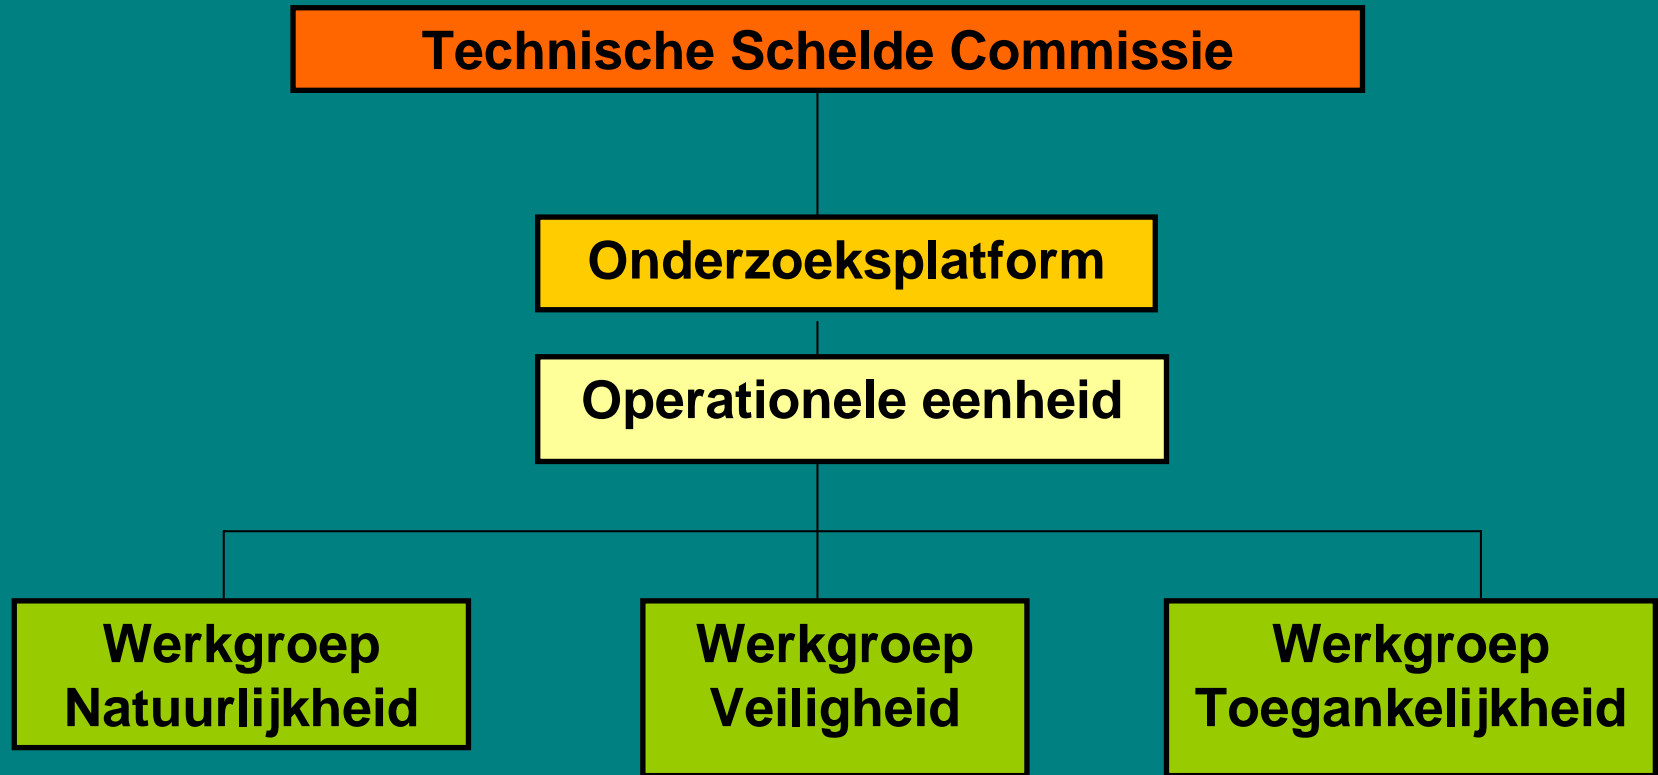 Technische Schelde Commissie
Onderzoeksplatform
Operationele eenheid
Werkgroep
Natuurlijkheid
Werkgroep
Veiligheid
Werkgroep
Toegankelijkheid